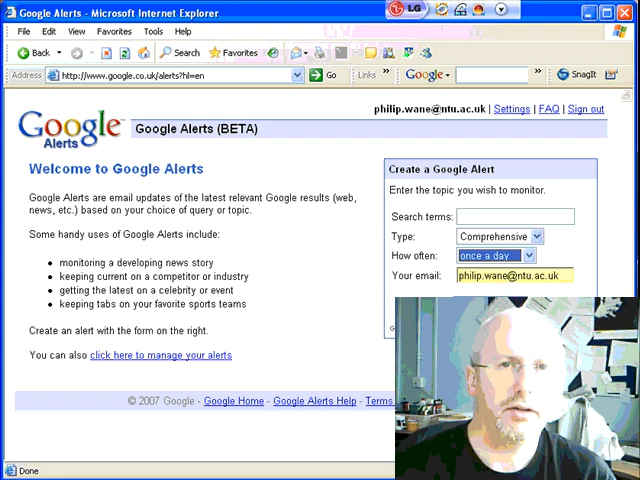 Google Alerts - Microsoft Internet Explorer
LG
File Edit View Favorites Tools Help
Back Search Favorites
Address http://www.google.co.uk/alerts?hl=en Go Links » Google » SnagIt
philip.wane@ntu.ac.uk | Settings | FAQ | Sign out
Google Alerts
Google Alerts (BETA)
Welcome to Google Alerts
Google Alerts are email updates of the latest relevant Google results (web,
news, etc.) based on your choice of query or topic.
Some handy uses of Google Alerts include:
• monitoring a developing news story
• keeping current on a competitor or industry
• getting the latest on a celebrity or event
• keeping tabs on your favorite sports teams
Create an alert with the form on the right.
You can also click here to manage your alerts
Create a Google Alert
Enter the topic you wish to monitor.
Search terms:
Type: Comprehensive
How often: once a day
Your email: philip.wane@ntu.ac.uk
© 2007 Google - Google Home - Google Alerts Help - Terms
Done